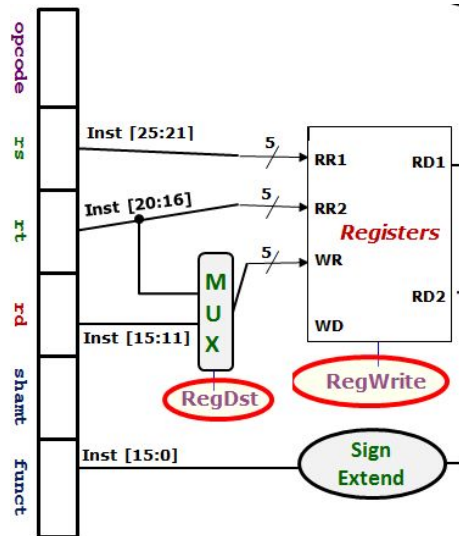 opcode
rs
rt
rd
shamt
funct
Inst [25:21]
5
Inst [20:16]
5
5
Inst [15:11]
Inst [15:0]
M
U
X
RegDst
RR1
RD1
RR2
Registers
WR
RD2
WD
RegWrite
Sign
Extend